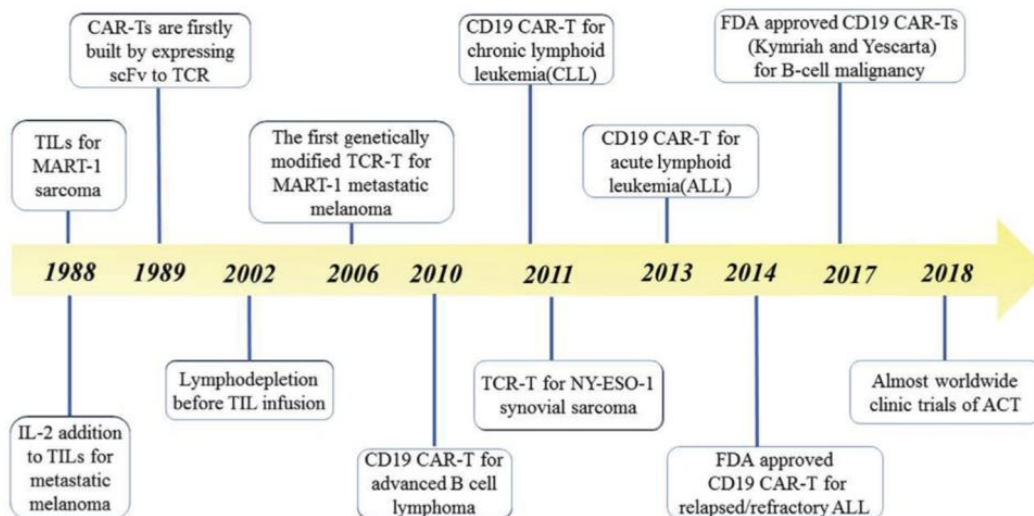 CAR-Ts are firstly
built by expressing
scFv to TCR
CD19 CAR-T for
chronic lymphoid
leukemia(CLL)
FDA approved CD19 CAR-Ts
(Kymriah and Yescarta)
for B-cell malignancy
TILs for
MART-1
sarcoma
The first genetically
modified TCR-T for
MART-1 metastatic
melanoma
CD19 CAR-T for
acute lymphoid
leukemia(ALL)
1988 1989 2002 2006 2010 2011 2013 2014 2017 2018
IL-2 addition
to TILs for
metastatic
melanoma
Lymphodepletion
before TIL infusion
CD19 CAR-T for
advanced B cell
lymphoma
TCR-T for NY-ESO-1
synovial sarcoma
FDA approved
CD19 CAR-T for
relapsed/refractory ALL
Almost worldwide
clinic trials of ACT